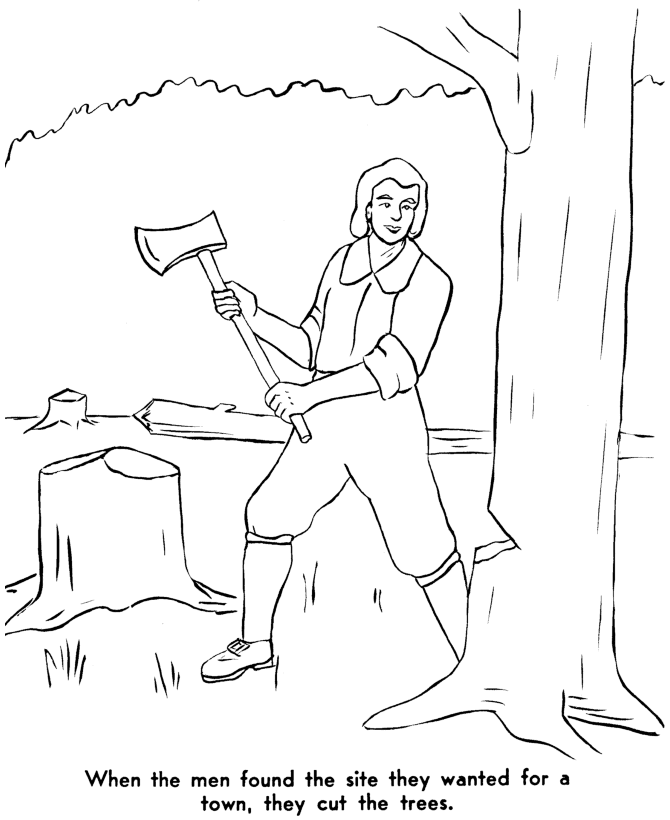 When the men found the site they wanted for a
town, they cut the trees.